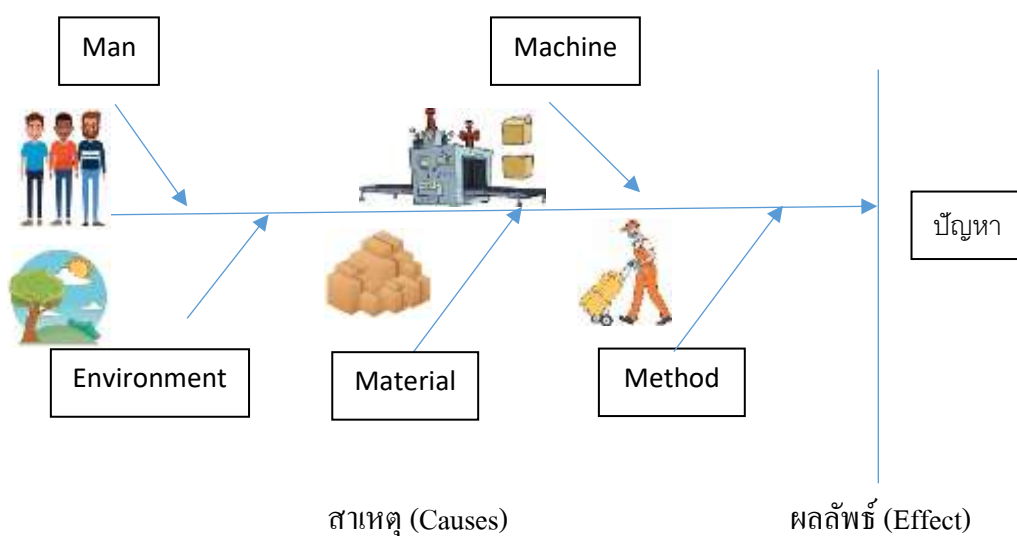 Man
Machine
ปัญหา
Environment
Material
Method
สาเหตุ (Causes)
ผลลัพธ์ (Effect)